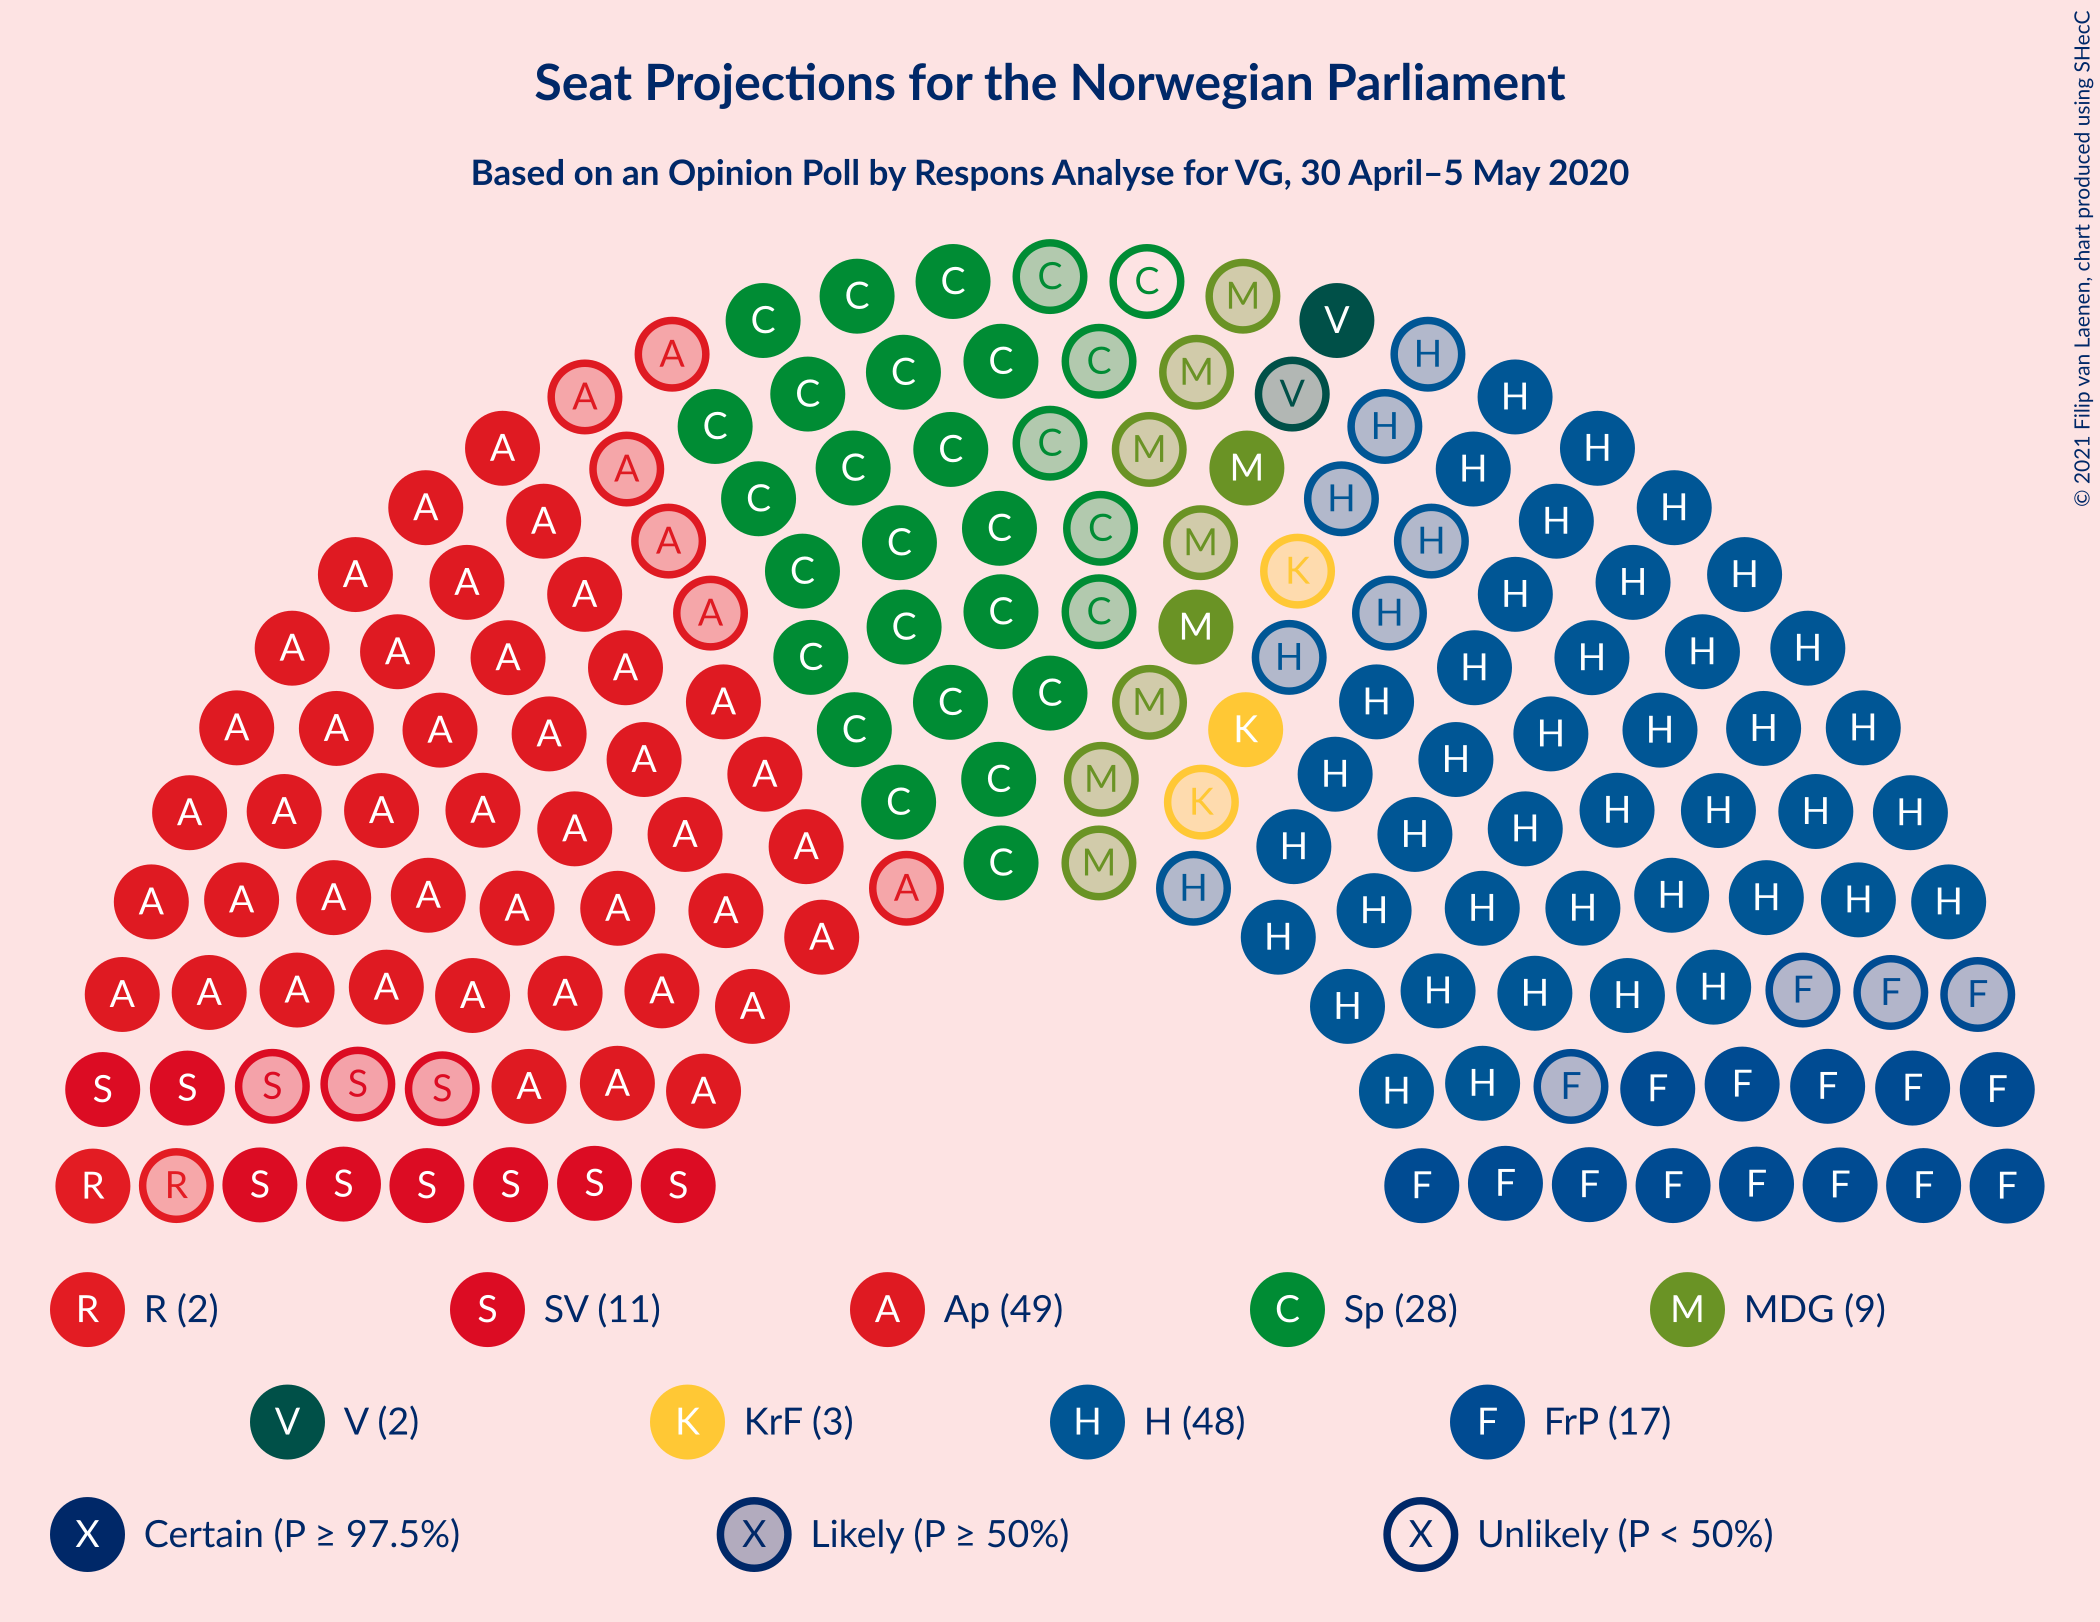 Seat Projections for the Norwegian Parliament
Based on an Opinion Poll by Respons Analyse for VG, 30 April–5 May 2020
© 2021 Filip van Laenen, chart produced using SHecC
C C C C C M V
A A H H
A C C C C C M V H H H
A A A C C C C C M M H H H H
A A A C C C C M K H H H H
A A A A C C C C M H H H H H
A A A A A C C C M K H H H H H H
A A A A A A A C C M K H H H H H H H
A A A A A A A A A C M H H H H H H H H H
A A A A A A A A H H H H H F F F
S S S S S A A A H H F F F F F F
R R S S S S S S F F F F F F F F
R R (2) S SV (11) A Ap (49) C Sp (28) M MDG (9)
V V (2) K KrF (3) H H (48) F FrP (17)
X Certain (P ≥ 97.5%) X Likely (P ≥ 50%) X Unlikely (P < 50%)